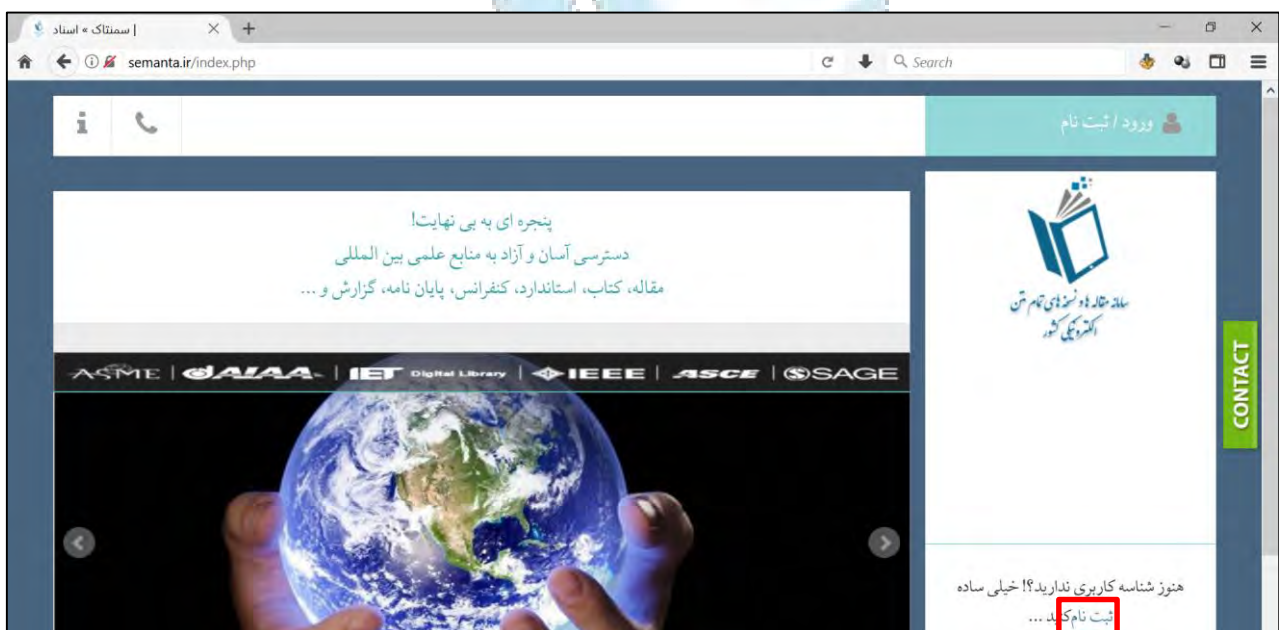 | سمنتاک » اسناد
semanta.ir/index.php
Search
ورود / ثبت نام
پنجره ای به بی نهایت!
دسترسی آسان و آزاد به منابع علمی بین المللی
مقاله، کتاب، استاندارد، کنفرانس، پایان نامه، گزارش و ...
سامانه مقاله ها و نسخه های تمام متن
الکترونیکی کشور
CONTACT
ASME | AIAA | IET Digital Library | IEEE | ASCE | SAGE
هنوز شناسه کاربری ندارید؟! خیلی ساده
ثبت نام کنید ...